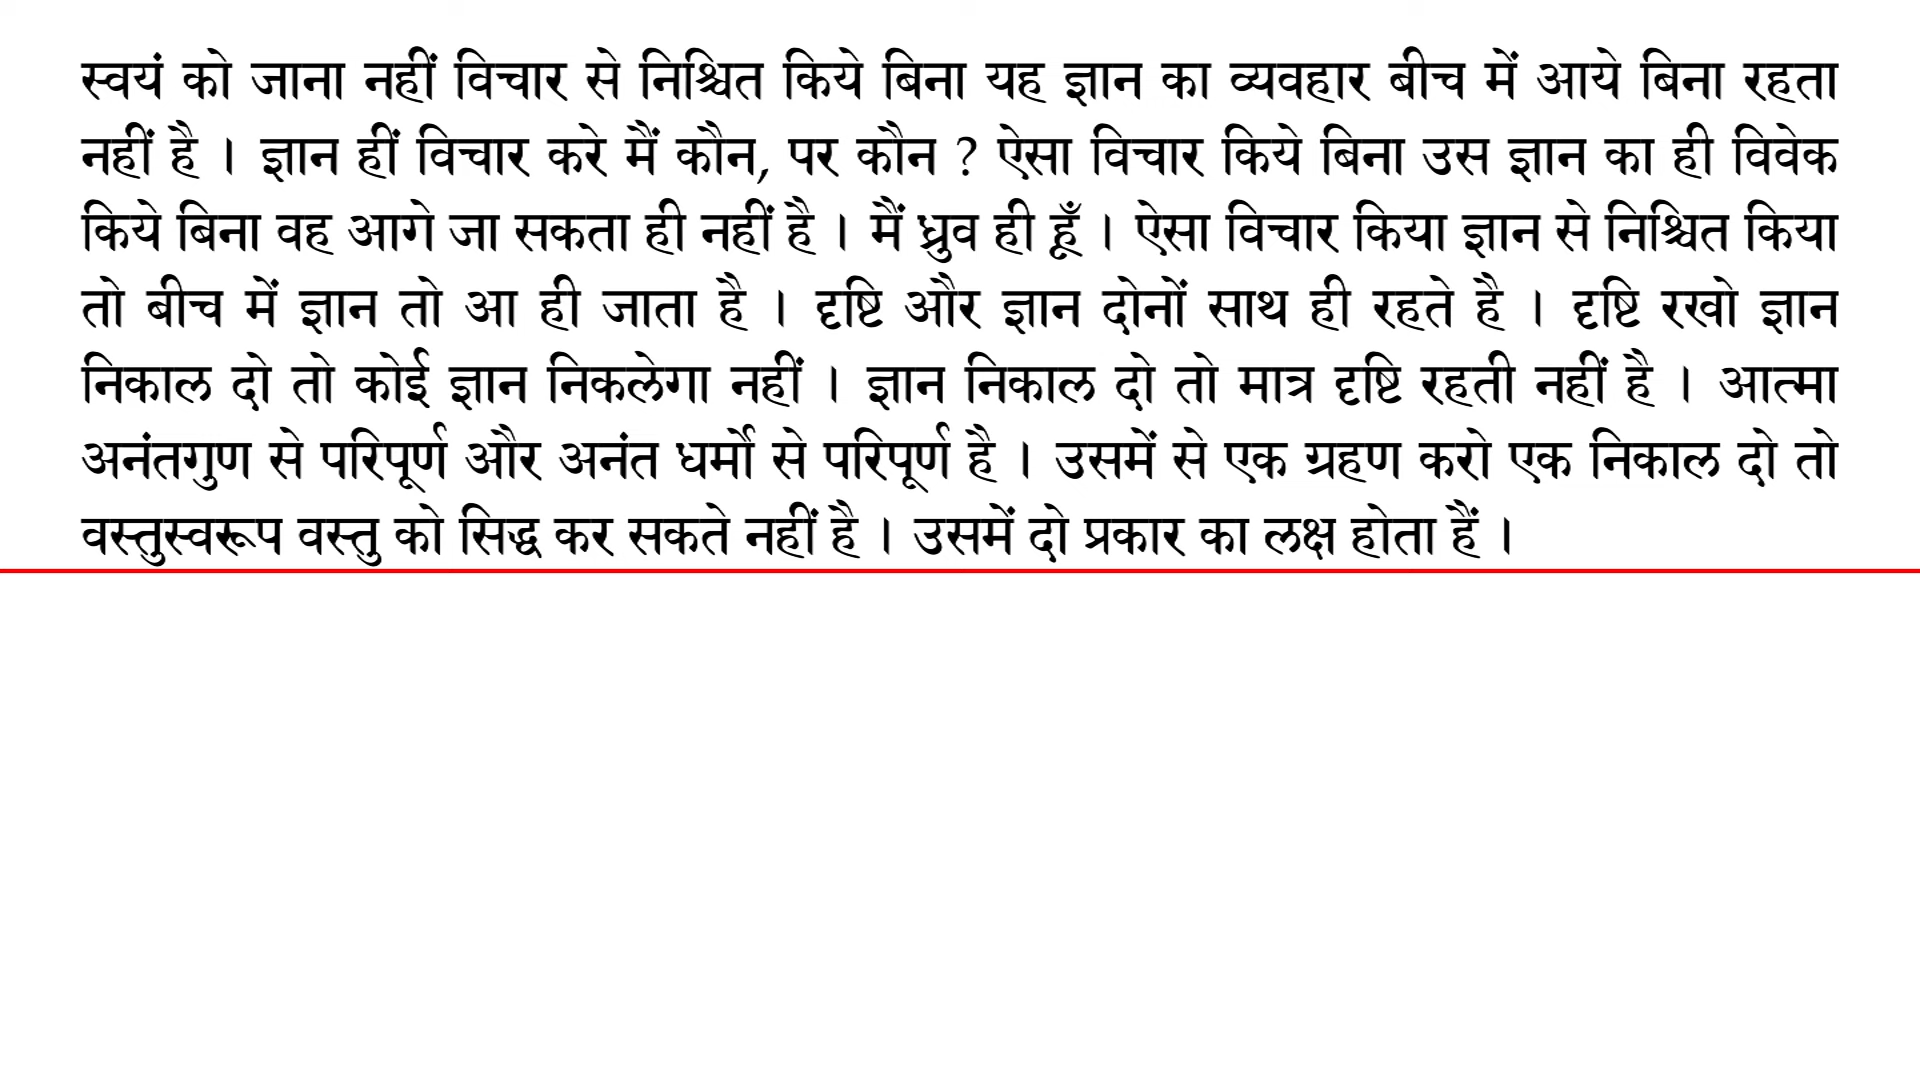 स्वयं को जाना नहीं विचार से निश्चित किये बिना यह ज्ञान का व्यवहार बीच में आये बिना रहता
नहीं है । ज्ञान हीं विचार करे मैं कौन, पर कौन ? ऐसा विचार किये बिना उस ज्ञान का ही विवेक
किये बिना वह आगे जा सकता ही नहीं है । मैं ध्रुव ही हूँ । ऐसा विचार किया ज्ञान से निश्चित किया
तो बीच में ज्ञान तो आ ही जाता है । दृष्टि और ज्ञान दोनों साथ ही रहते है । दृष्टि रखो ज्ञान
निकाल दो तो कोई ज्ञान निकलेगा नहीं । ज्ञान निकाल दो तो मात्र दृष्टि रहती नहीं है । आत्मा
अनंतगुण से परिपूर्ण और अनंत धर्मों से परिपूर्ण है । उसमें से एक ग्रहण करो एक निकाल दो तो
वस्तुस्वरूप वस्तु को सिद्ध कर सकते नहीं है । उसमें दो प्रकार का लक्ष होता हैं ।